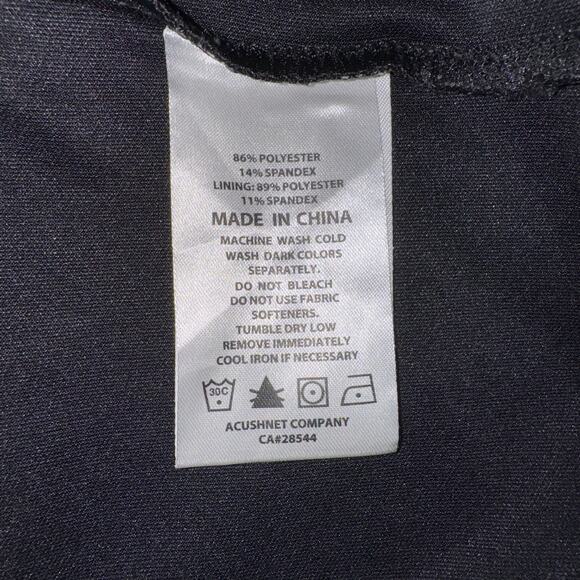 86% POLYESTER
14% SPANDEX
LINING: 89% POLYESTER
11% SPANDEX
MADE IN CHINA
MACHINE WASH COLD
WASH DARK COLORS
SEPARATELY.
DO NOT BLEACH
DO NOT USE FABRIC
SOFTENERS.
TUMBLE DRY LOW
REMOVE IMMEDIATELY
COOL IRON IF NECESSARY
30C
ACUSHNET COMPANY
CA#28544